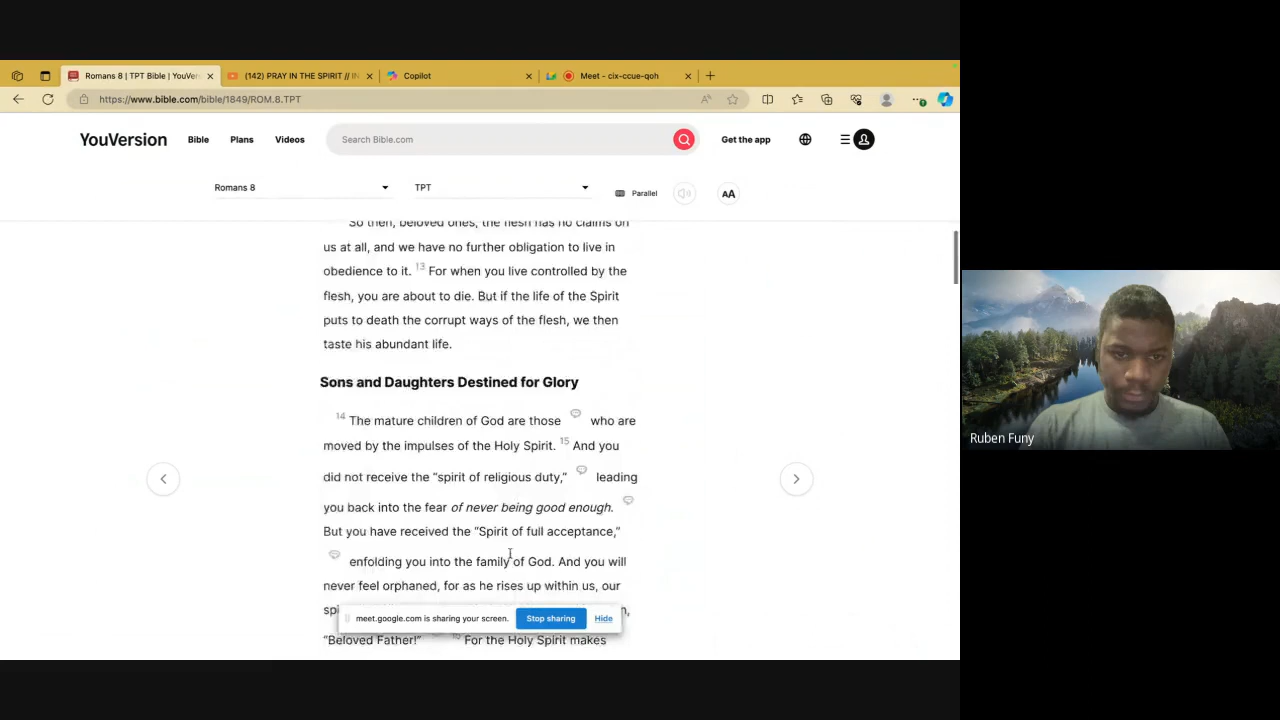 Romans 8 | TPT Bible | YouVers
(142) PRAY IN THE SPIRIT // IN
Copilot
Meet - cix-ccue-qoh
https://www.bible.com/bible/1849/ROM.8.TPT
YouVersion
Bible
Plans
Videos
Search Bible.com
Get the app
Romans 8
TPT
Parallel
AA
So then, beloved ones, the flesh has no claims on
us at all, and we have no further obligation to live in
obedience to it. 13 For when you live controlled by the
flesh, you are about to die. But if the life of the Spirit
puts to death the corrupt ways of the flesh, we then
taste his abundant life.
Sons and Daughters Destined for Glory
14 The mature children of God are those who are
moved by the impulses of the Holy Spirit. 15 And you
did not receive the “spirit of religious duty,” leading
you back into the fear of never being good enough.
But you have received the “Spirit of full acceptance,”
enfolding you into the family of God. And you will
never feel orphaned, for as he rises up within us, our
meet.google.com is sharing your screen.
Stop sharing
Hide
“Beloved Father!” 16 For the Holy Spirit makes
Ruben Funy